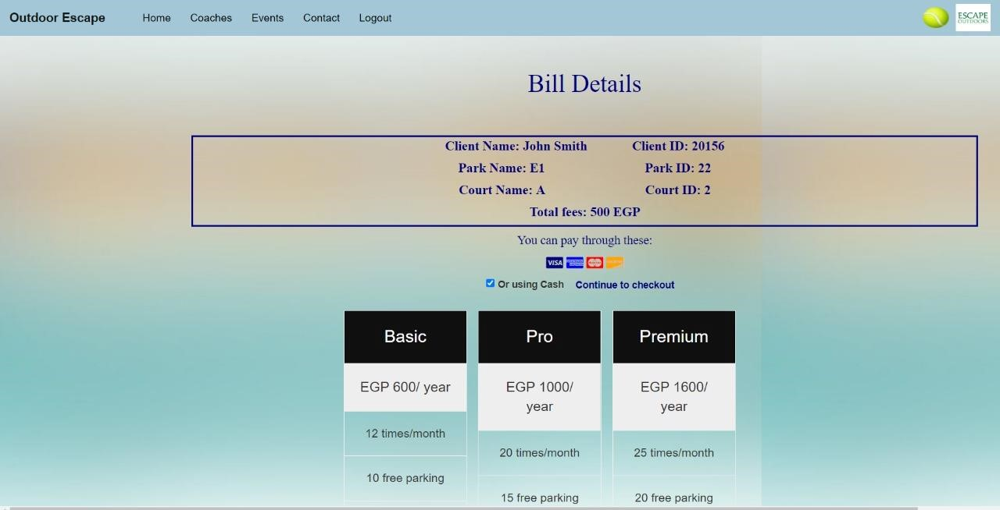 Outdoor Escape Home Coaches Events Contact Logout
ESCAPE
OUTDOORS
Bill Details
Client Name: John Smith Client ID: 20156
Park Name: E1 Park ID: 22
Court Name: A Court ID: 2
Total fees: 500 EGP
You can pay through these:
VISA
Or using Cash Continue to checkout
Basic Pro Premium
EGP 600/ year
EGP 1000/
year
EGP 1600/
year
12 times/month
20 times/month
25 times/month
10 free parking
15 free parking
20 free parking